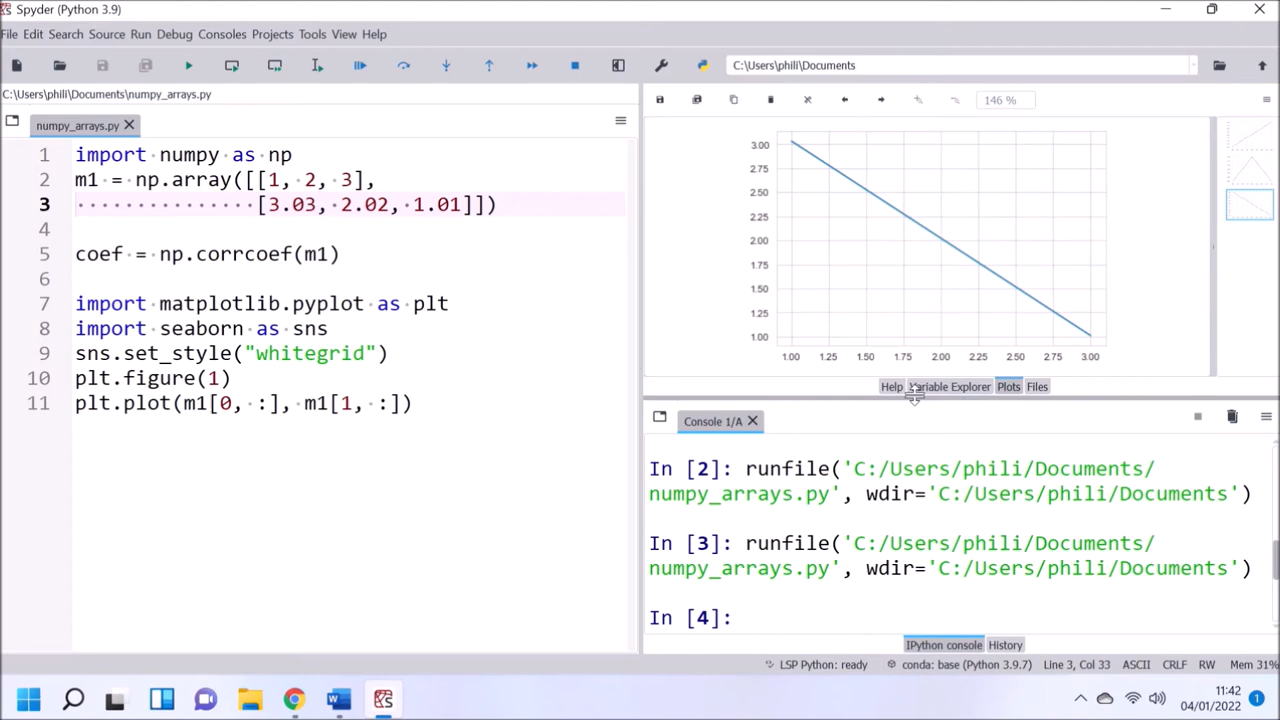 Spyder (Python 3.9)
File Edit Search Source Run Debug Consoles Projects Tools View Help
C:\Users\phili\Documents
C:\Users\phili\Documents\numpy_arrays.py
146 %
numpy_arrays.py
1 import numpy as np
2 m1 = np.array([[1, 2, 3],
3 [3.03, 2.02, 1.01]])
4
5 coef = np.corrcoef(m1)
6
7 import matplotlib.pyplot as plt
8 import seaborn as sns
9 sns.set_style("whitegrid")
10 plt.figure(1)
11 plt.plot(m1[0, :], m1[1, :])
3.00
2.75
2.50
2.25
2.00
1.75
1.50
1.25
1.00
1.00 1.25 1.50 1.75 2.00 2.25 2.50 2.75 3.00
Help Variable Explorer Plots Files
Console 1/A
In [2]: runfile('C:/Users/phili/Documents/
numpy_arrays.py', wdir='C:/Users/phili/Documents')
In [3]: runfile('C:/Users/phili/Documents/
numpy_arrays.py', wdir='C:/Users/phili/Documents')
In [4]:
IPython console History
LSP Python: ready conda: base (Python 3.9.7) Line 3, Col 33 ASCII CRLF RW Mem 31%
11:42
04/01/2022
1